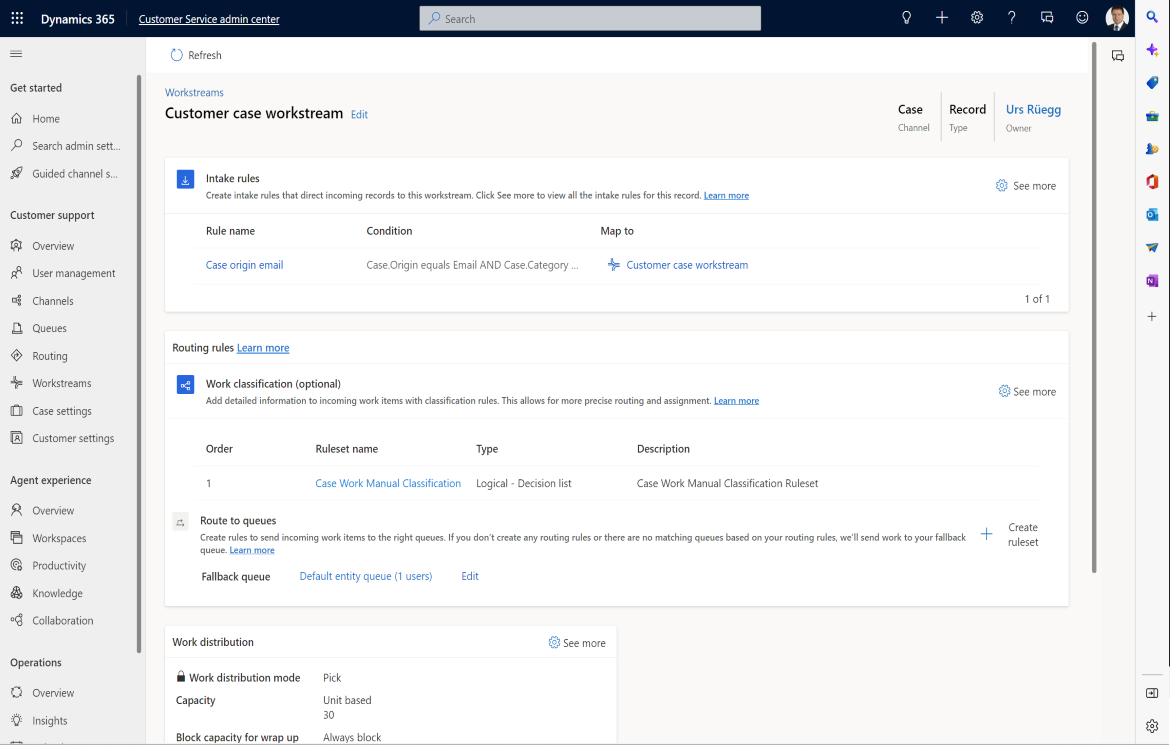 Dynamics 365 Customer Service admin center Search
Refresh
Get started
Home
Search admin sett...
Guided channel s...
Customer support
Overview
User management
Channels
Queues
Routing
Workstreams
Case settings
Customer settings
Agent experience
Overview
Workspaces
Productivity
Knowledge
Collaboration
Operations
Overview
Insights
Workstreams
Customer case workstream Edit
Case Record Urs Rüegg
Channel Type Owner
Intake rules
Create intake rules that direct incoming records to this workstream. Click See more to view all the intake rules for this record. Learn more
See more
Rule name Condition Map to
Case origin email Case.Origin equals Email AND Case.Category ... Customer case workstream
1 of 1
Routing rules Learn more
Work classification (optional)
Add detailed information to incoming work items with classification rules. This allows for more precise routing and assignment. Learn more
See more
Order Ruleset name Type Description
1 Case Work Manual Classification Logical - Decision list Case Work Manual Classification Ruleset
Route to queues
Create rules to send incoming work items to the right queues. If you don't create any routing rules or there are no matching queues based on your routing rules, we'll send work to your fallback
queue. Learn more
Create
ruleset
Fallback queue Default entity queue (1 users) Edit
Work distribution See more
Work distribution mode Pick
Capacity Unit based
30
Block capacity for wrap up Always block